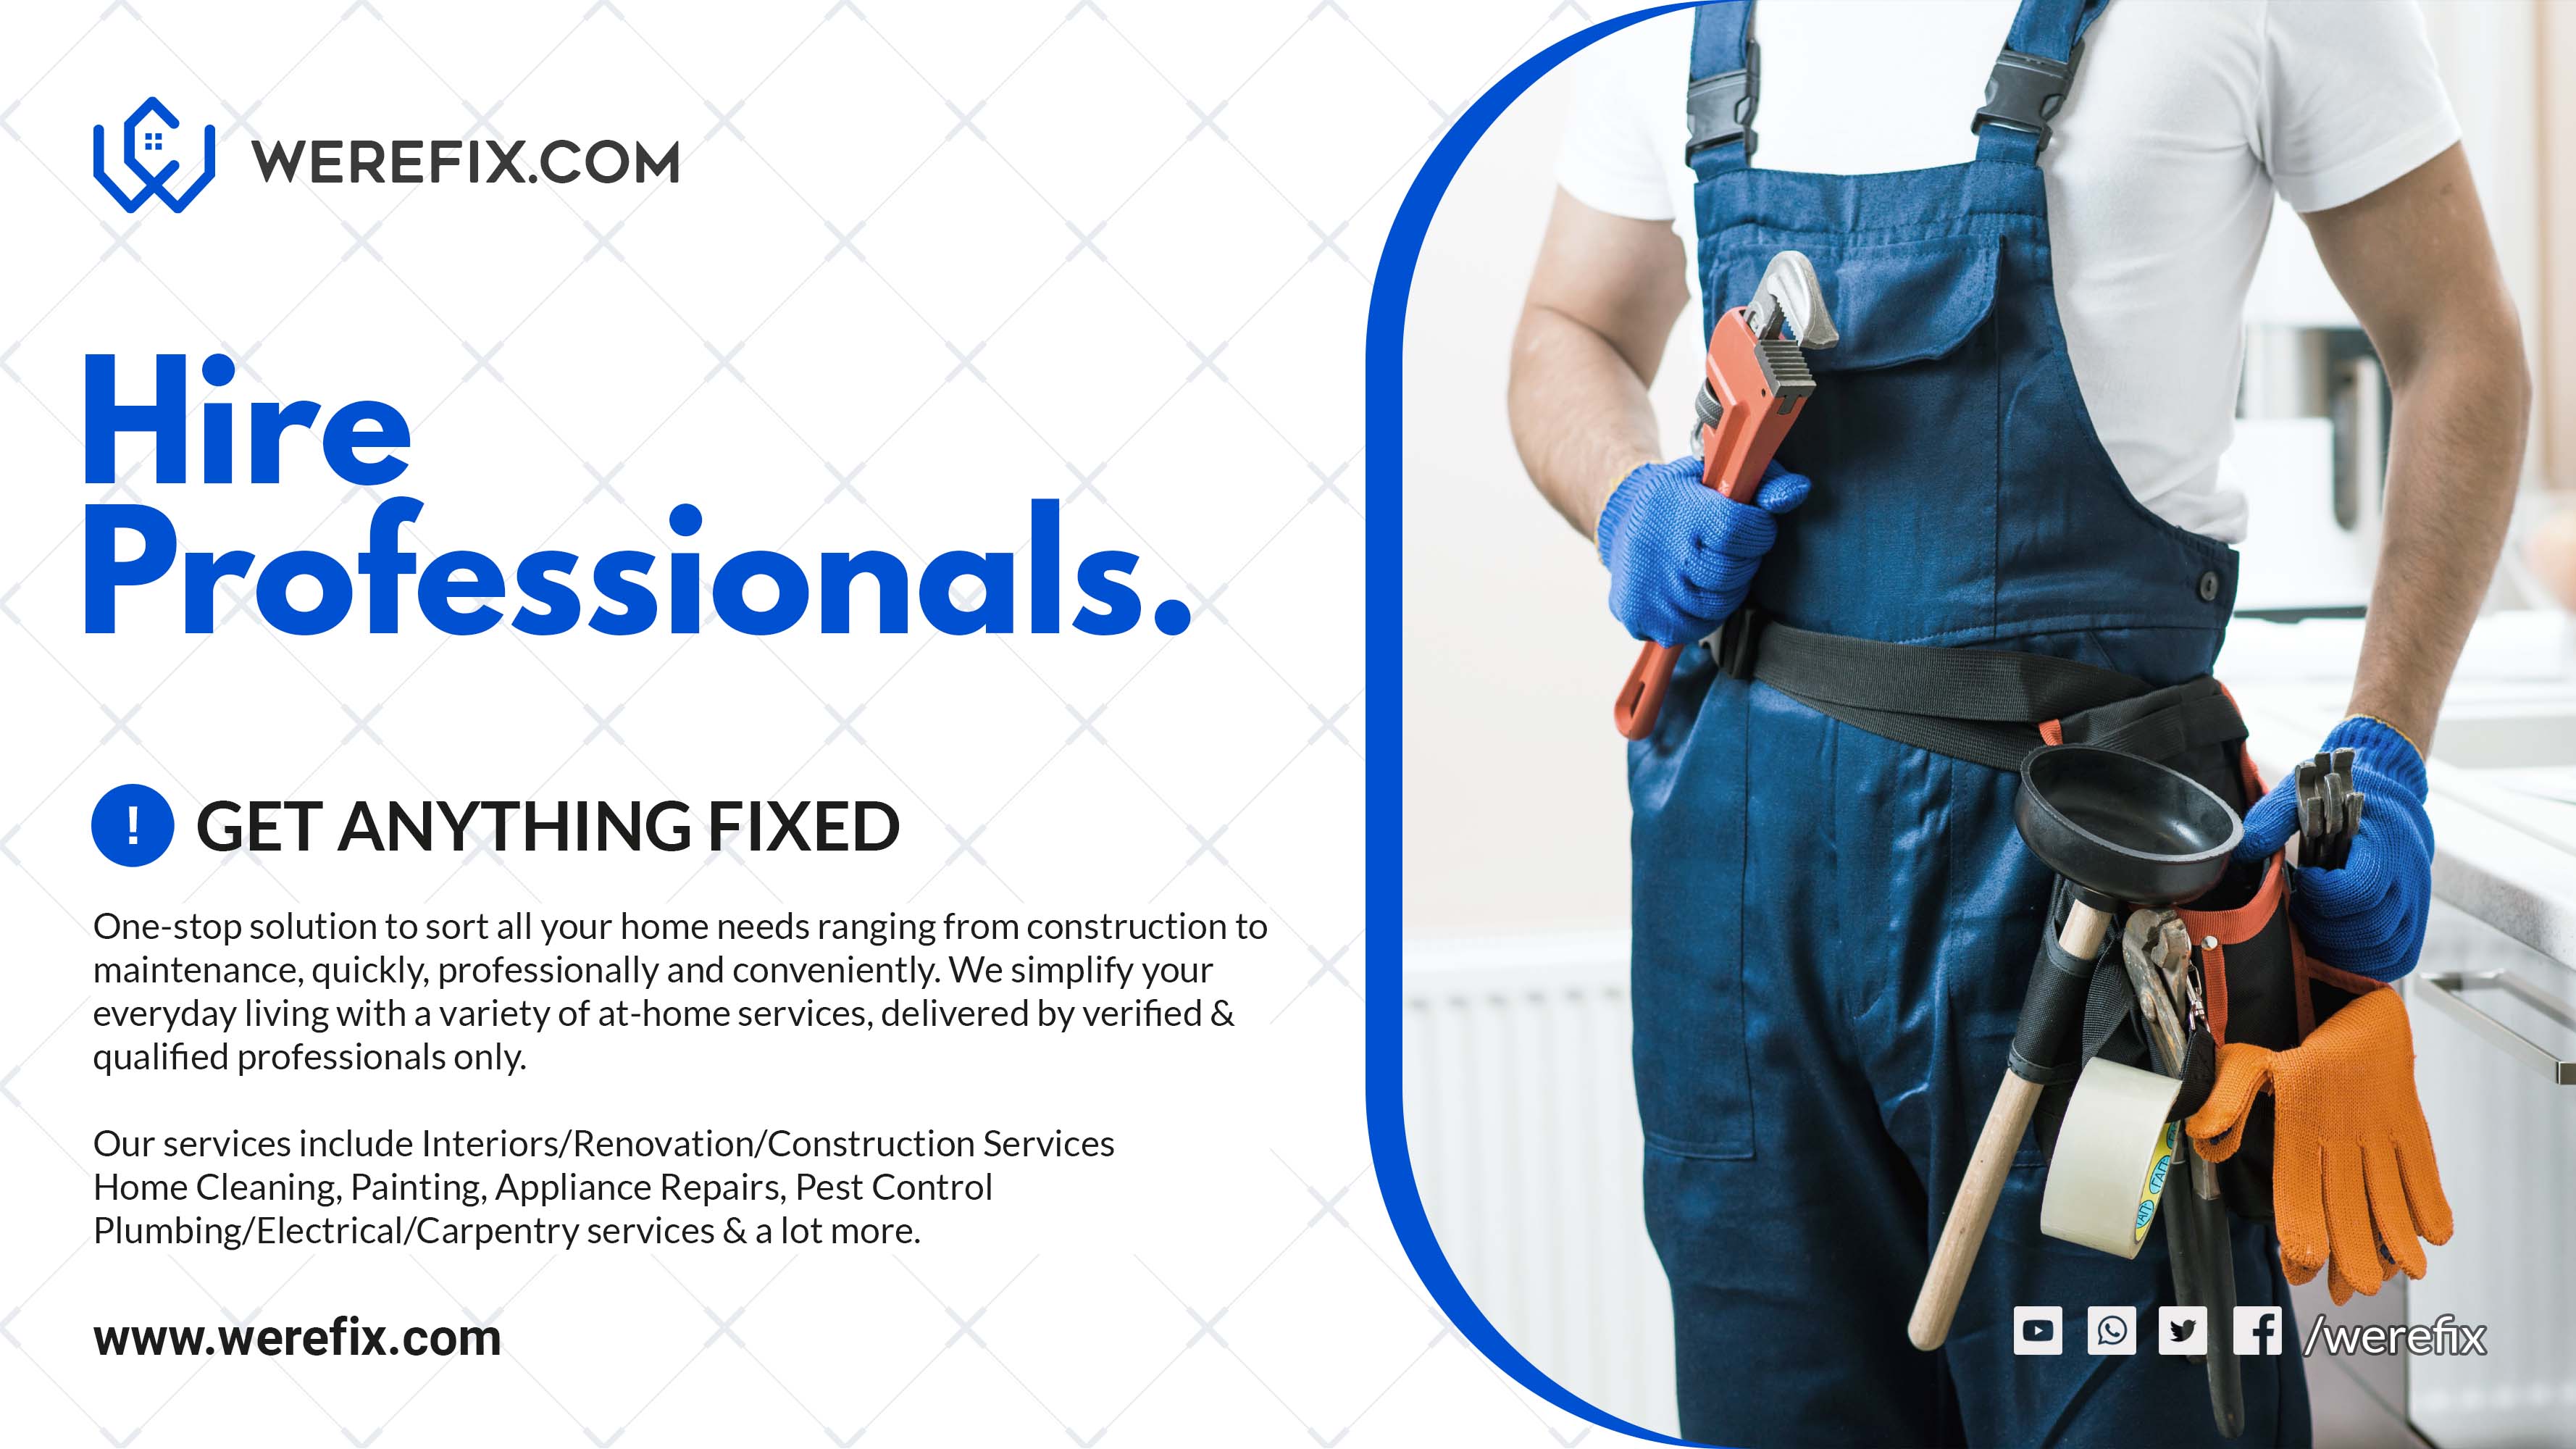 WEREFIX.COM
Hire
Professionals.
! GET ANYTHING FIXED
One-stop solution to sort all your home needs ranging from construction to
maintenance, quickly, professionally and conveniently. We simplify your
everyday living with a variety of at-home services, delivered by verified &
qualified professionals only.
Our services include Interiors/Renovation/Construction Services
Home Cleaning, Painting, Appliance Repairs, Pest Control
Plumbing/Electrical/Carpentry services & a lot more.
www.werefix.com
/werefix